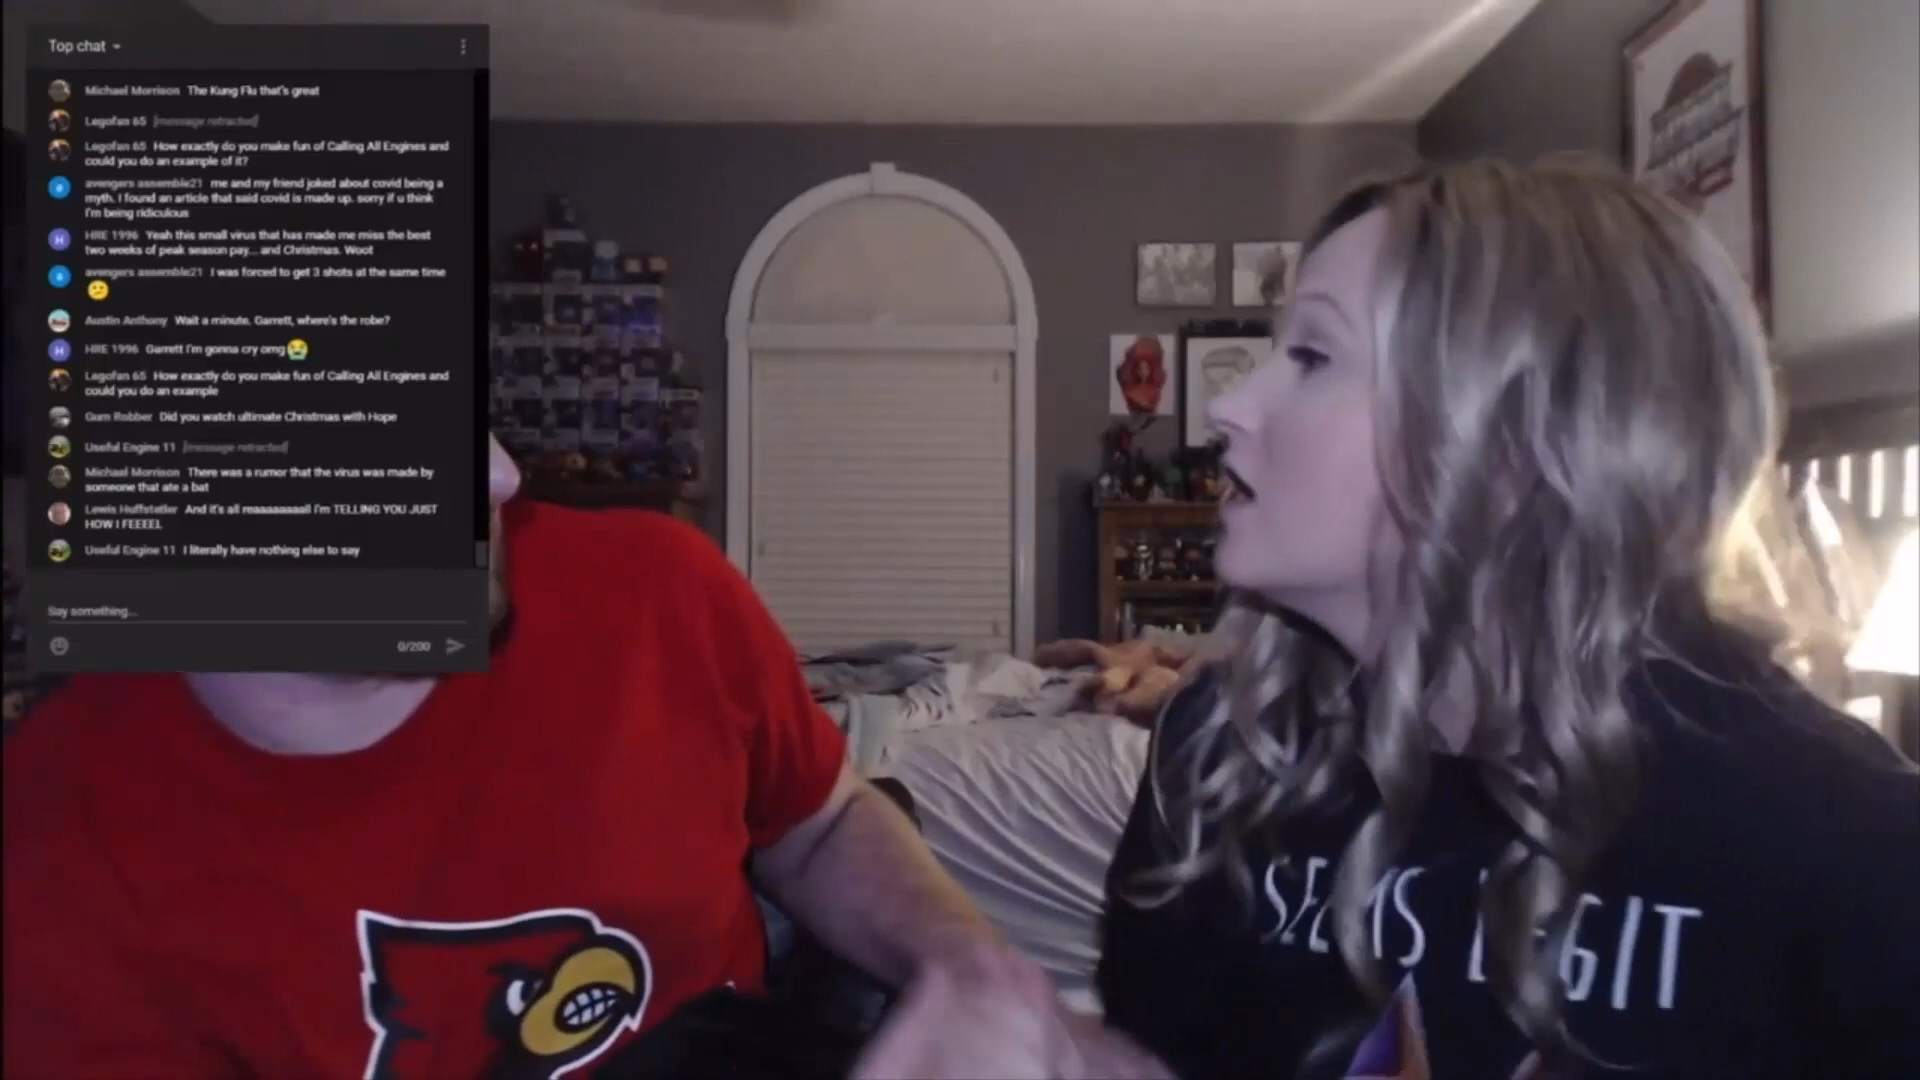 Top chat
Michael Morrison The Kung Flu that's great
Legofan 65 [message retracted]
Legofan 65 How exactly do you make fun of Calling All Engines and
could you do an example of it?
avengers assemble21 me and my friend joked about covid being a
myth. I found an article that said covid is made up. sorry if u think
I'm being ridiculous
HRE 1996 Yeah this small virus that has made me miss the best
two weeks of peak season pay... and Christmas. Woot
avengers assemble21 I was forced to get 3 shots at the same time
Austin Anthony Wait a minute. Garrett, where's the robe?
HRE 1996 Garrett I'm gonna cry omg
Legofan 65 How exactly do you make fun of Calling All Engines and
could you do an example
Gum Robber Did you watch ultimate Christmas with Hope
Useful Engine 11 [message retracted]
Michael Morrison There was a rumor that the virus was made by
someone that ate a bat
Lewis Huffstetler And it's all reaaaaaaaall I'm TELLING YOU JUST
HOW I FEEEEL
Useful Engine 11 I literally have nothing else to say
Say something...
0/200
SEEMS LEGIT